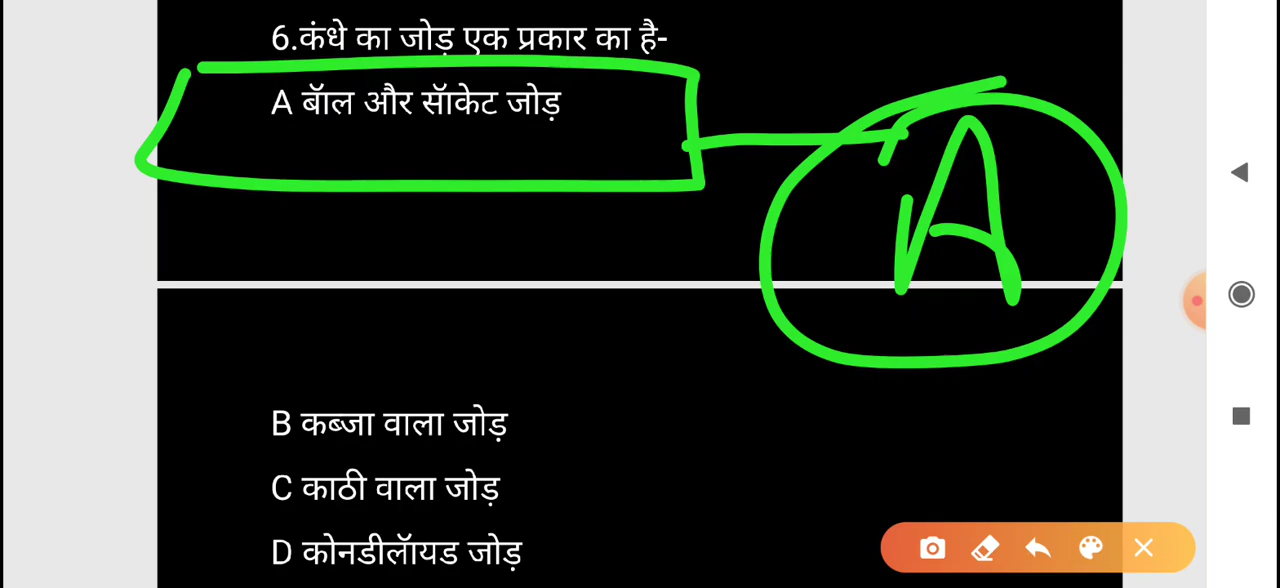 6.कंधे का जोड़ एक प्रकार का है-
A बॅाल और सॅाकेट जोड़
A
B कब्जा वाला जोड़
C काठी वाला जोड़
D कोनडीलॅायड जोड़